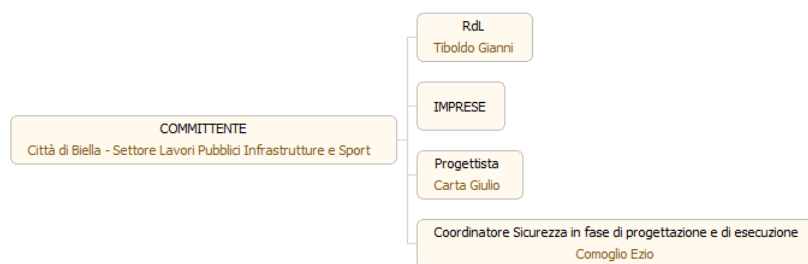 RdL
Tiboldo Gianni
IMPRESE
COMMITTENTE
Città di Biella - Settore Lavori Pubblici Infrastrutture e Sport
Progettista
Carta Giulio
Coordinatore Sicurezza in fase di progettazione e di esecuzione
Comoglio Ezio